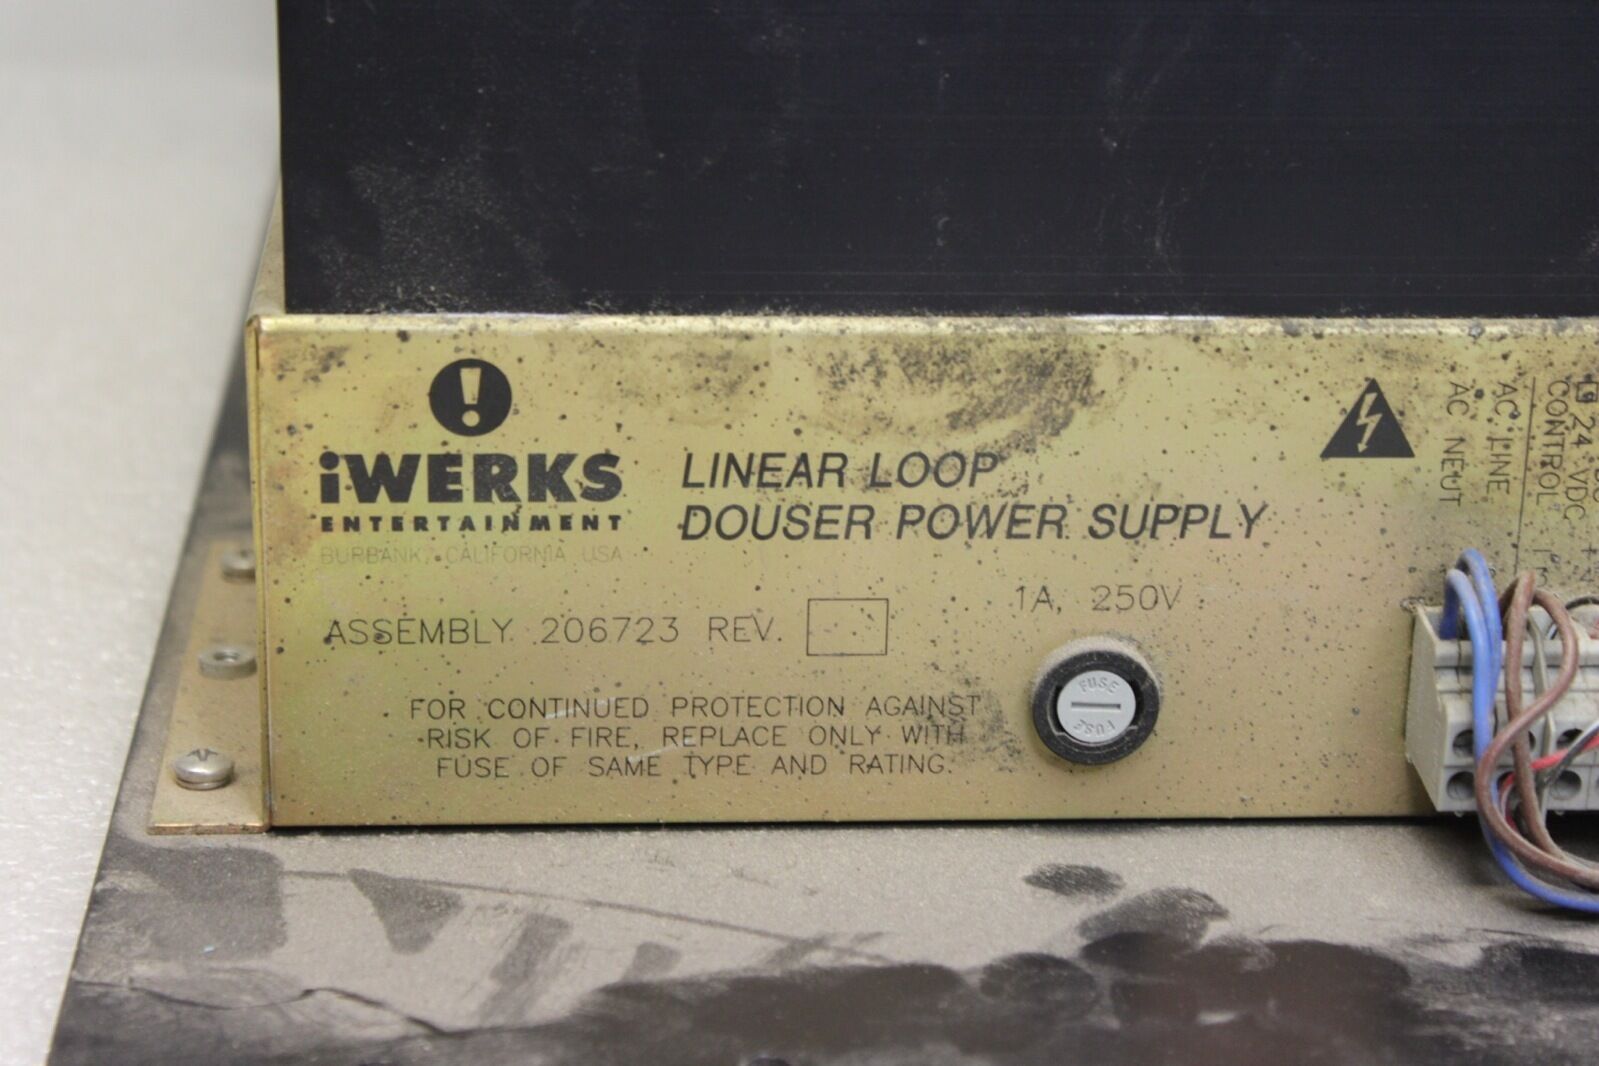 !
iWERKS
ENTERTAINMENT
BURBANK, CALIFORNIA USA
LINEAR LOOP
DOUSER POWER SUPPLY
ASSEMBLY 206723 REV.
1A, 250V
FOR CONTINUED PROTECTION AGAINST
RISK OF FIRE, REPLACE ONLY WITH
FUSE OF SAME TYPE AND RATING.
FUSE
FUSE
AC NEUT
AC LINE
CONTROL
24 VDC